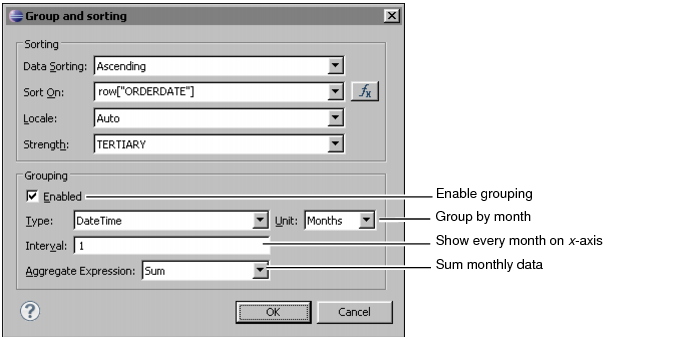 Group and sorting
Sorting
Data Sorting: Ascending
Sort On: row["ORDERDATE"] fx
Locale: Auto
Strength: TERTIARY
Grouping
Enabled
Enable grouping
Type: DateTime Unit: Months
Group by month
Interval: 1
Show every month on x-axis
Aggregate Expression: Sum
Sum monthly data
? OK Cancel